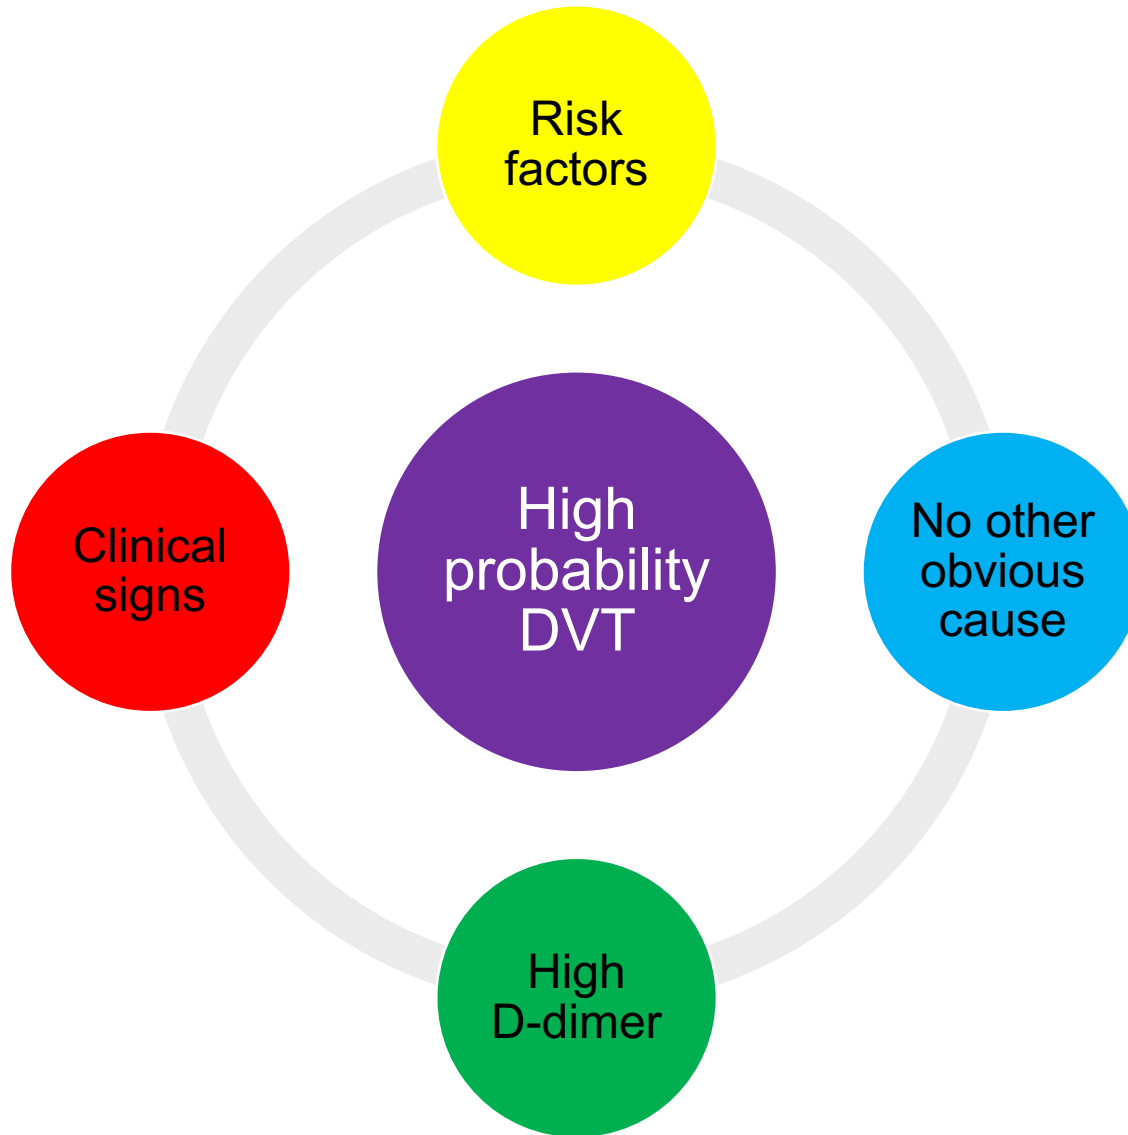 Risk
factors
Clinical
signs
High
probability
DVT
No other
obvious
cause
High
D-dimer